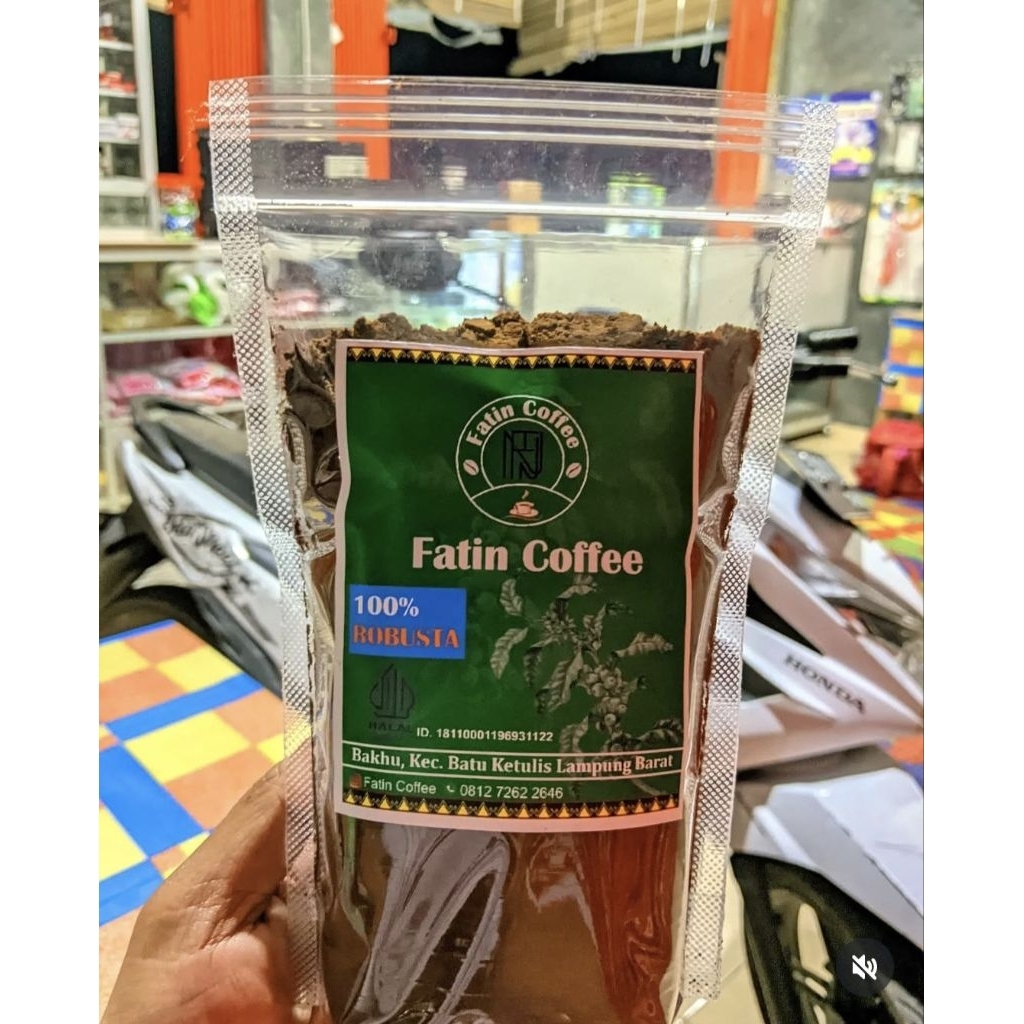 Fatin Coffee
Fatin Coffee
100%
ROBUSTA
HALAL
ID. 18110001196931122
Bakhu, Kec. Batu Ketulis Lampung Barat
Fatin Coffee 0812 7262 2646
HONDA